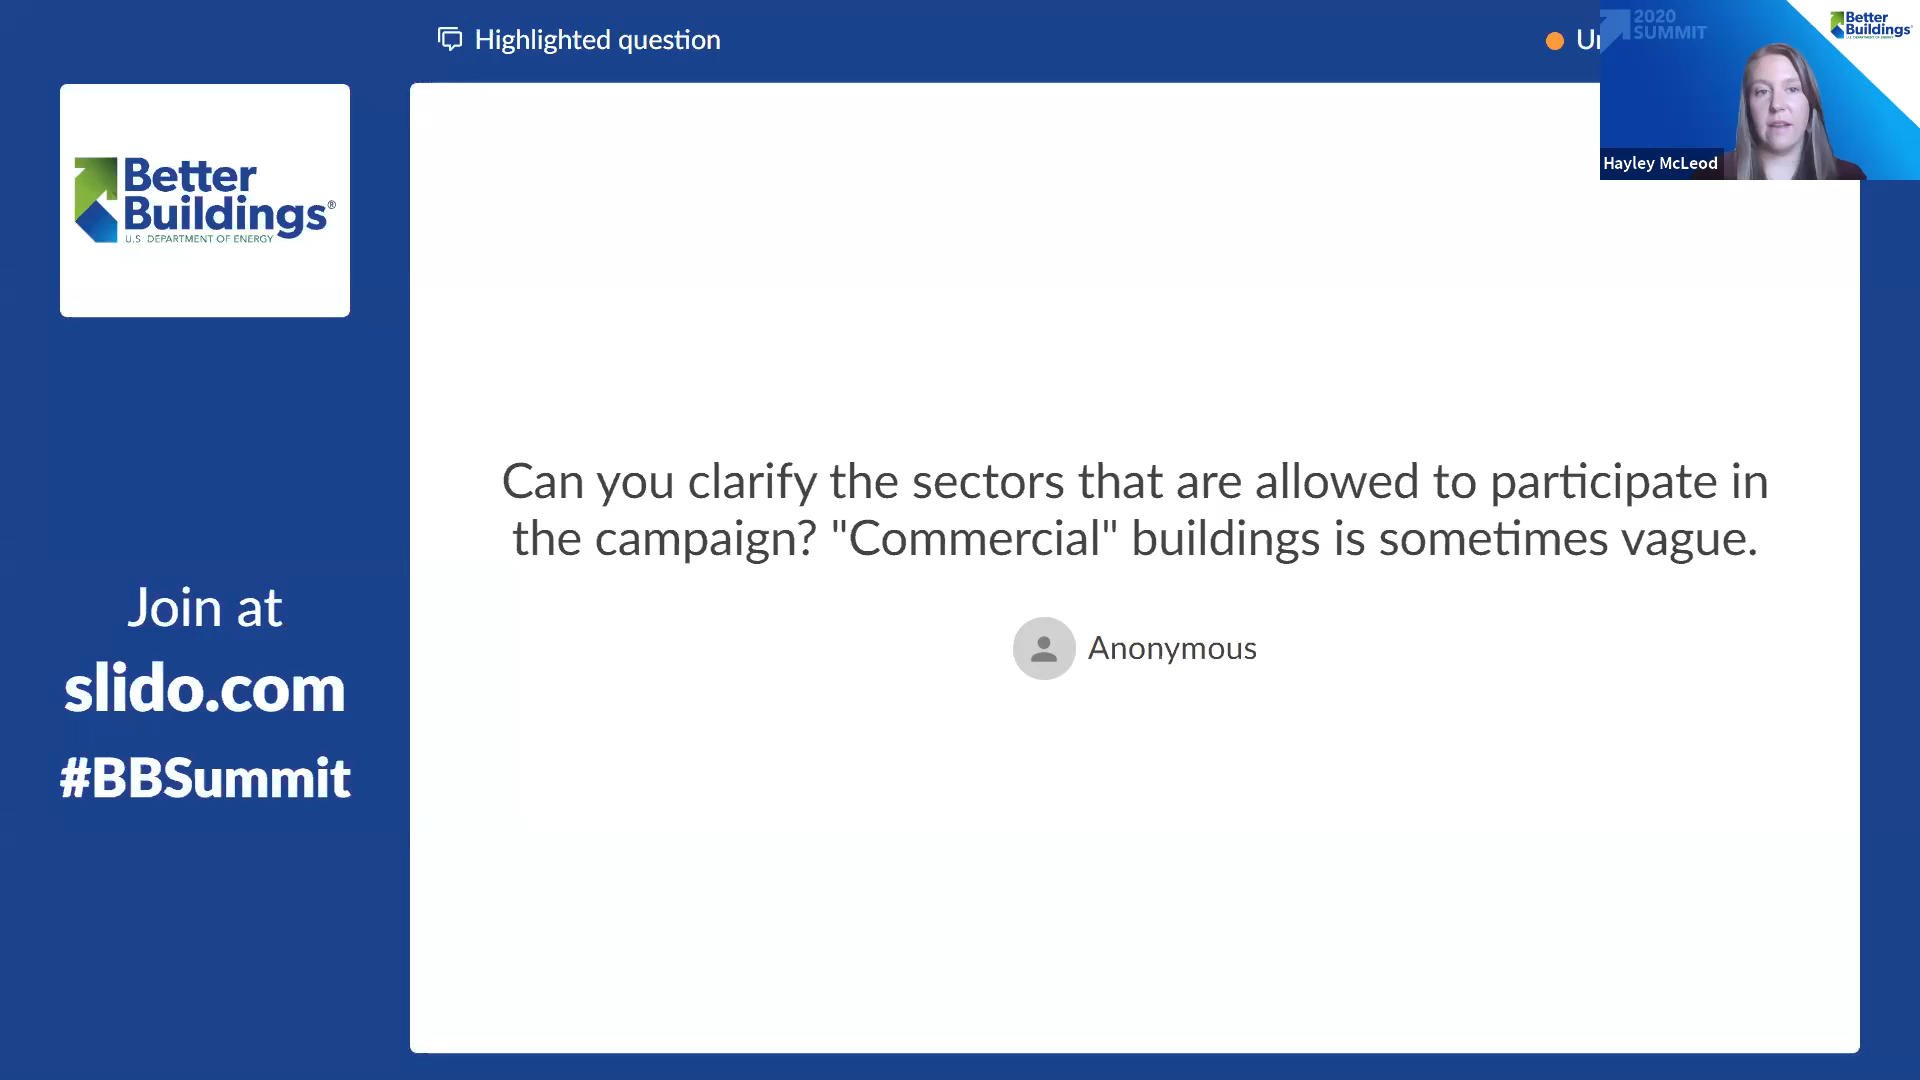 Highlighted question
2020
SUMMIT
Better
Buildings
Hayley McLeod
Better
Buildings®
U.S. DEPARTMENT OF ENERGY
Can you clarify the sectors that are allowed to participate in
the campaign? "Commercial" buildings is sometimes vague.
Anonymous
Join at
slido.com
#BBSummit